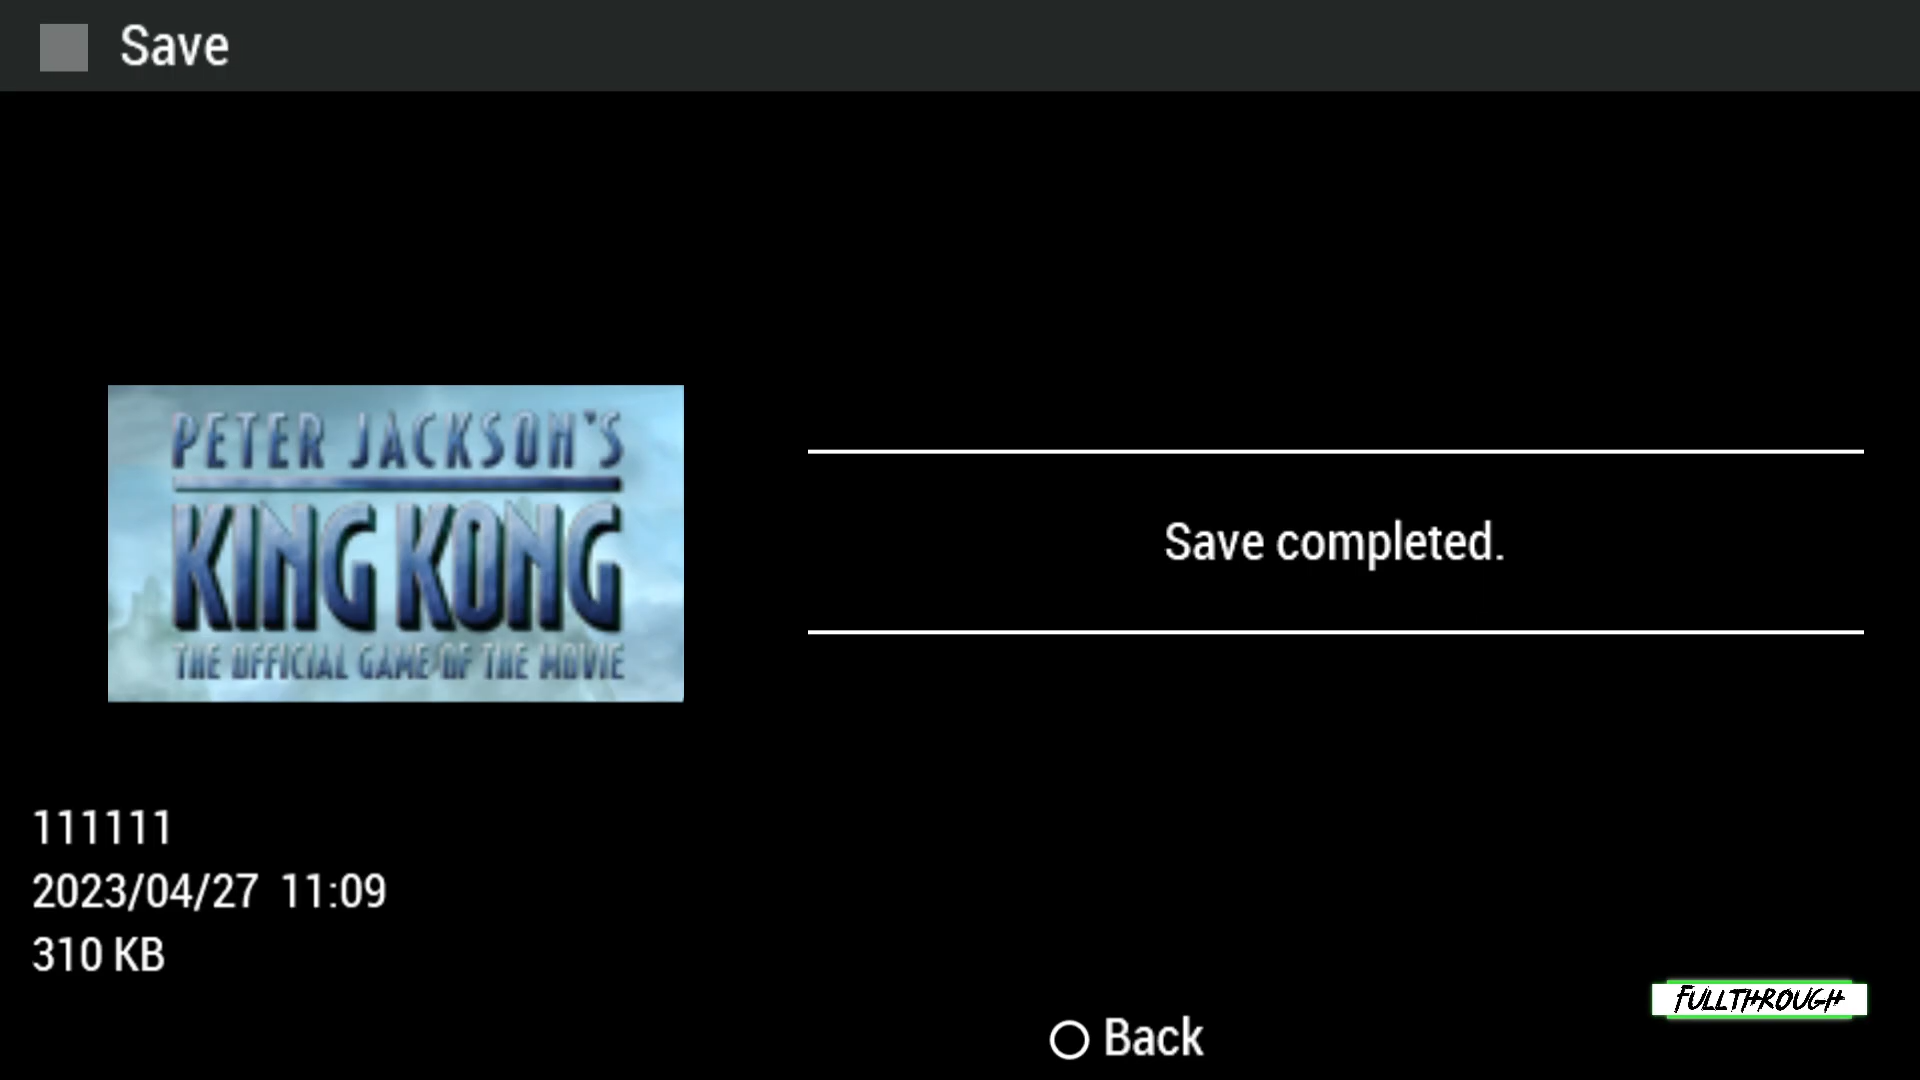 Save
PETER JACKSON'S
KING KONG
THE OFFICIAL GAME OF THE MOVIE
Save completed.
111111
2023/04/27 11:09
310 KB
FULLTHROUGH
Back